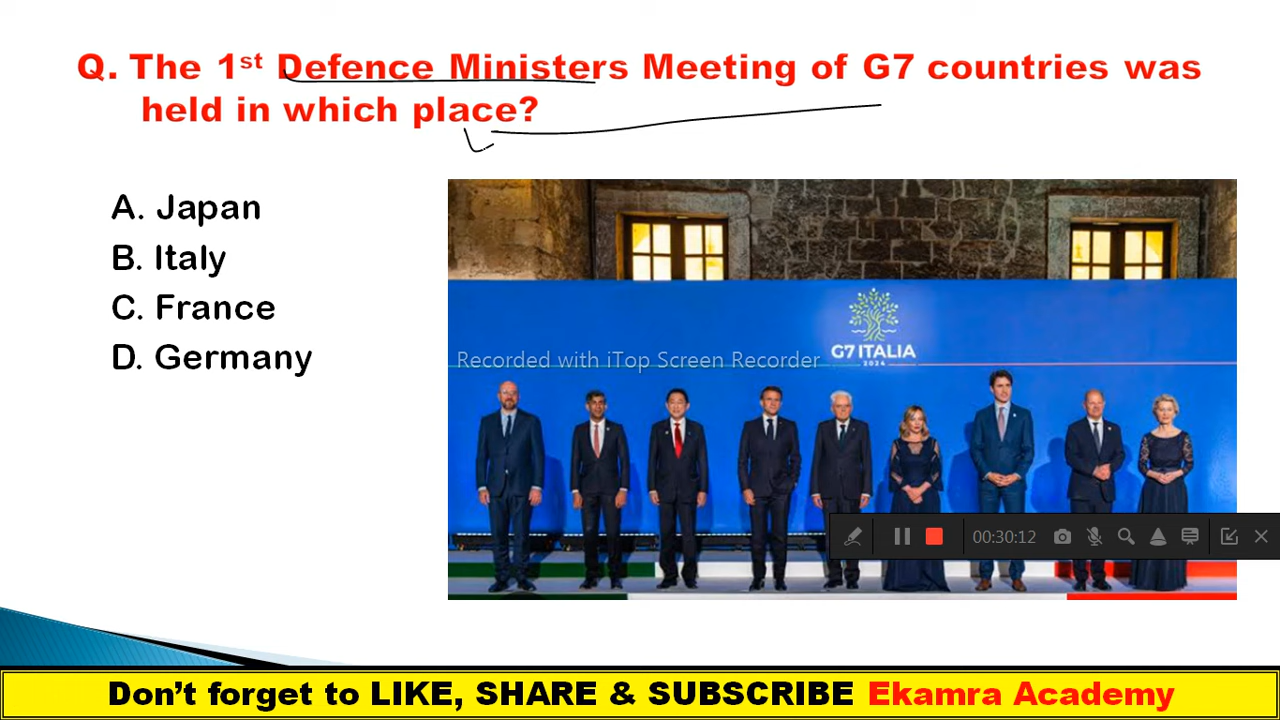 Q. The 1st Defence Ministers Meeting of G7 countries was
held in which place?
A. Japan
B. Italy
C. France
D. Germany
G7 ITALIA
2024
Recorded with iTop Screen Recorder
00:30:12
Don't forget to LIKE, SHARE & SUBSCRIBE Ekamra Academy